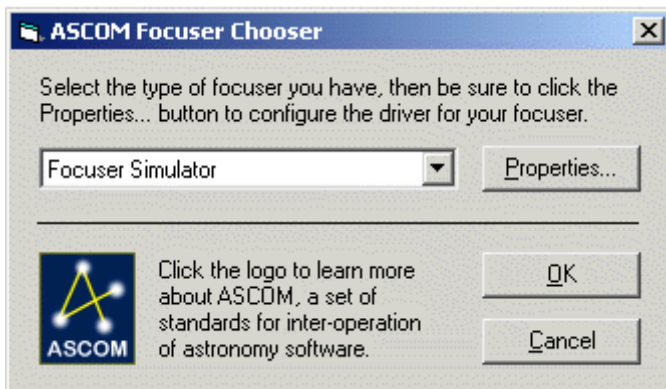 ASCOM Focuser Chooser
Select the type of focuser you have, then be sure to click the
Properties... button to configure the driver for your focuser.
Focuser Simulator
Properties...
Click the logo to learn more
about ASCOM, a set of
standards for inter-operation
of astronomy software.
ASCOM
OK
Cancel